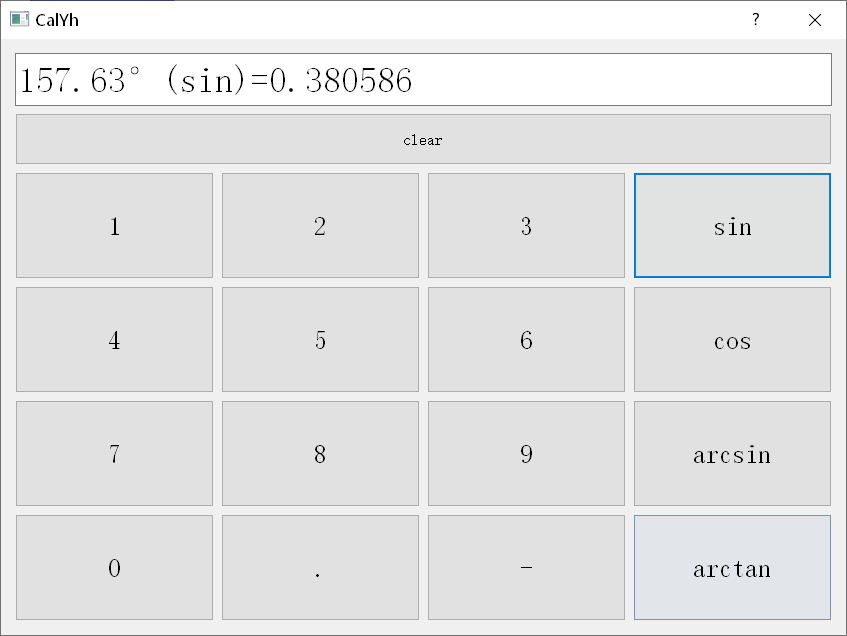 CalYh ?
157.63° (sin)=0.380586
clear
1 2 3 sin
4 5 6 cos
7 8 9 arcsin
0 . - arctan